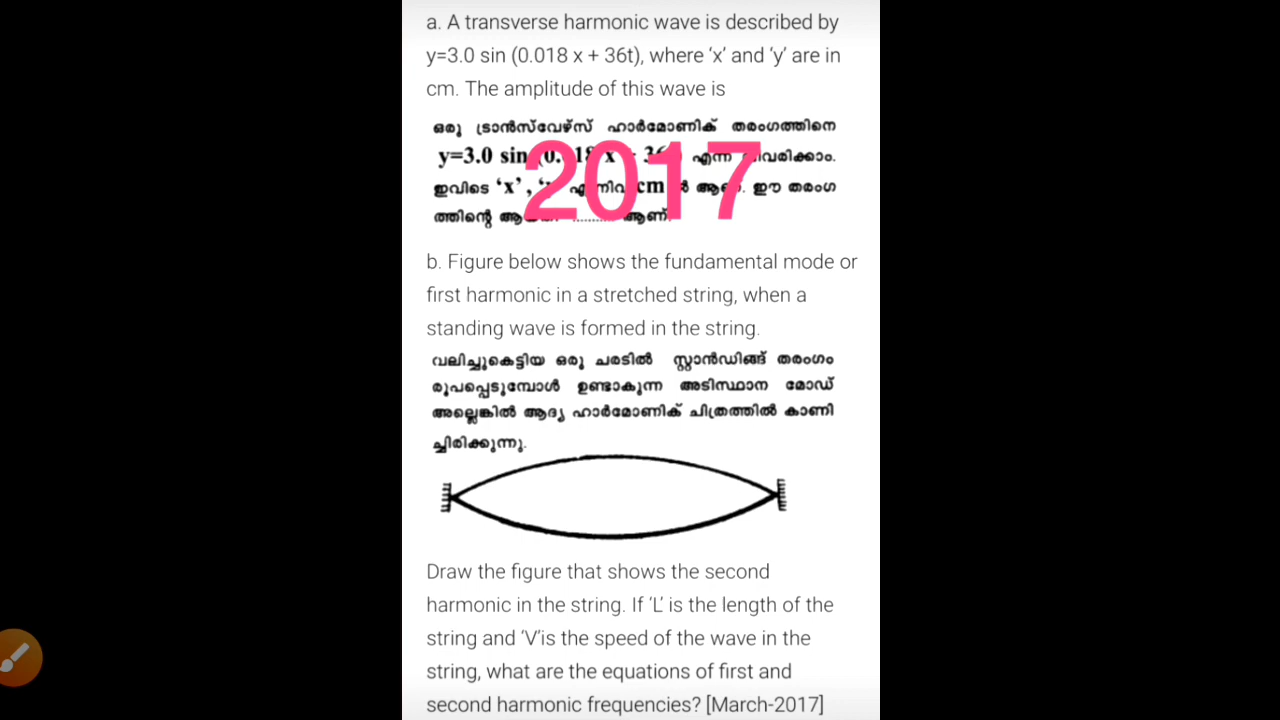 a. A transverse harmonic wave is described by
y=3.0 sin (0.018 x + 36t), where ‘x’ and ‘y’ are in
cm. The amplitude of this wave is
ഒരു ട്രാൻസ്‌വേഴ്സ് ഹാർമോണിക് തരംഗത്തിനെ
y=3.0 sin എന്ന വിവരിക്കാം.
2017
ഇവിടെ ‘x’, cm ഈ തരംഗ
ത്തിന്റെ ............ ആണ്.
b. Figure below shows the fundamental mode or
first harmonic in a stretched string, when a
standing wave is formed in the string.
വലിച്ചുകെട്ടിയ ഒരു ചരടിൽ സ്റ്റാൻഡിങ്ങ് തരംഗം
രൂപപ്പെടുമ്പോൾ ഉണ്ടാകുന്ന അടിസ്ഥാന മോഡ്
അല്ലെങ്കിൽ ആദ്യ ഹാർമോണിക് ചിത്രത്തിൽ കാണി
ച്ചിരിക്കുന്നു.
Draw the figure that shows the second
harmonic in the string. If ‘L’ is the length of the
string and ‘V’is the speed of the wave in the
string, what are the equations of first and
second harmonic frequencies? [March-2017]